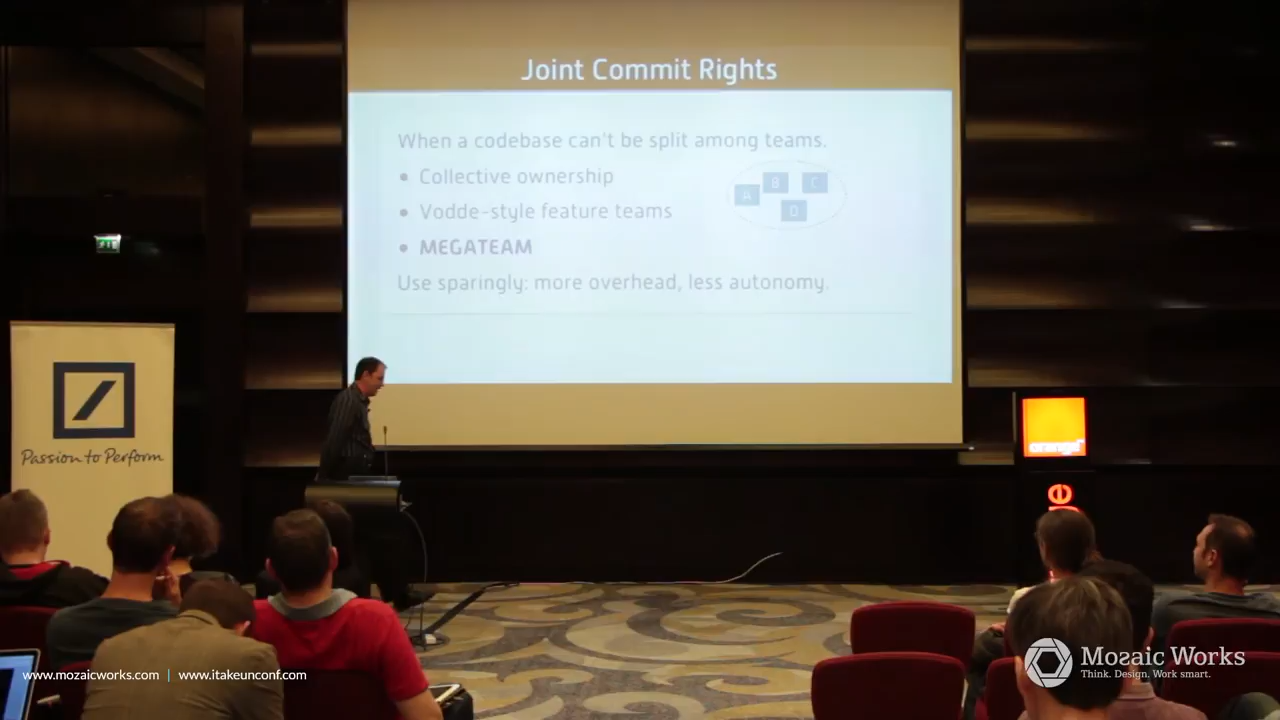 Joint Commit Rights
When a codebase can't be split among teams.
• Collective ownership
• Vodde-style feature teams
• MEGATEAM
Use sparingly: more overhead, less autonomy.
A
B
C
D
Passion to Perform
orange™
www.mozaicworks.com | www.itakeunconf.com
Mozaic Works
Think. Design. Work smart.